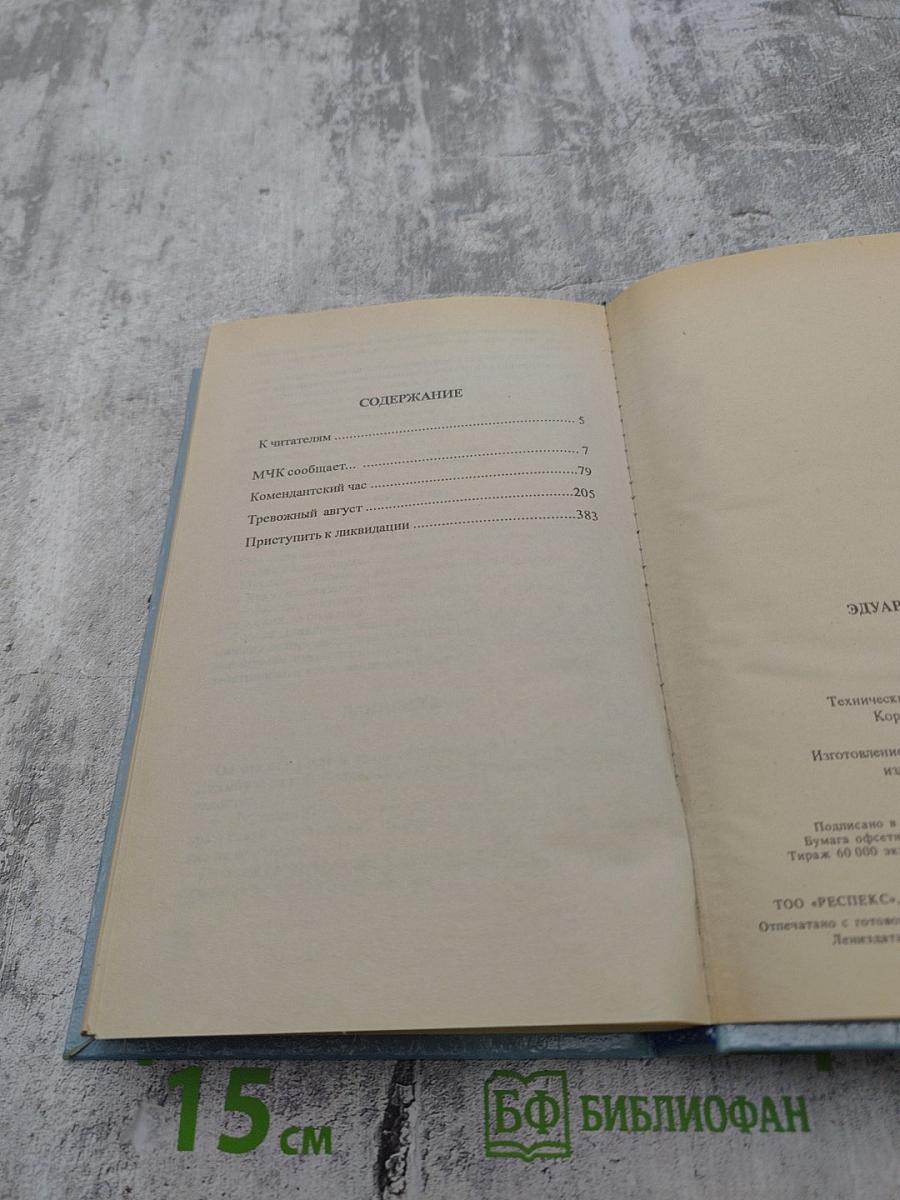 СОДЕРЖАНИЕ
К читателям ........................................................ 5
МЧК сообщает... .................................................... 7
Комендантский час ..................................................79
Тревожный август ..................................................205
Приступить к ликвидации ........................................383
ЭДУАР
Техническ
Кор
Изготовление
из
Подписано в
Бумага офсет
Тираж 60 000 эк
ТОО «РЕСПЕКС»,
Отпечатано с готово
Лениздат
15 см
БФ БИБЛИОФАН